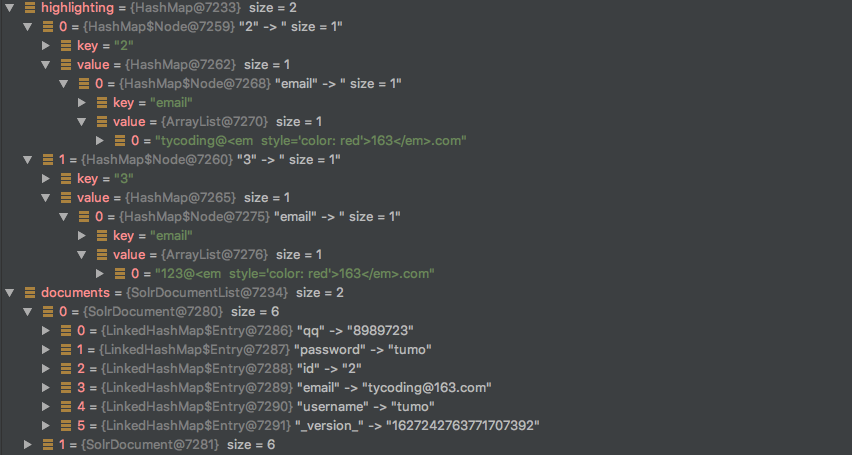 highlighting = {HashMap@7233} size = 2
0 = {HashMap$Node@7259} "2" -> " size = 1"
key = "2"
value = {HashMap@7262} size = 1
0 = {HashMap$Node@7268} "email" -> " size = 1"
key = "email"
value = {ArrayList@7270} size = 1
0 = "tycoding@<em  style='color: red'>163</em>.com"
1 = {HashMap$Node@7260} "3" -> " size = 1"
key = "3"
value = {HashMap@7265} size = 1
0 = {HashMap$Node@7275} "email" -> " size = 1"
key = "email"
value = {ArrayList@7276} size = 1
0 = "123@<em  style='color: red'>163</em>.com"
documents = {SolrDocumentList@7234} size = 2
0 = {SolrDocument@7280} size = 6
0 = {LinkedHashMap$Entry@7286} "qq" -> "8989723"
1 = {LinkedHashMap$Entry@7287} "password" -> "tumo"
2 = {LinkedHashMap$Entry@7288} "id" -> "2"
3 = {LinkedHashMap$Entry@7289} "email" -> "tycoding@163.com"
4 = {LinkedHashMap$Entry@7290} "username" -> "tumo"
5 = {LinkedHashMap$Entry@7291} "_version_" -> "1627242763771707392"
1 = {SolrDocument@7281} size = 6